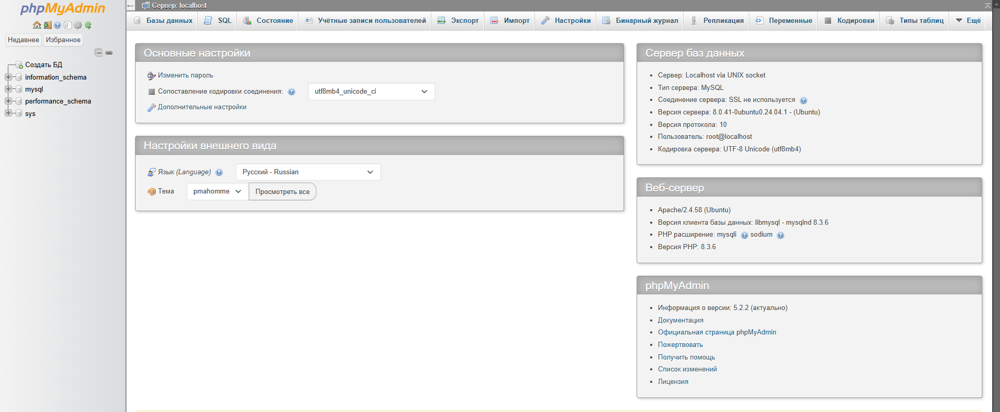 phpMyAdmin
Недавнее Избранное
Создать БД
information_schema
mysql
performance_schema
sys
Сервер: localhost
Базы данных SQL Состояние Учётные записи пользователей Экспорт Импорт Настройки Бинарный журнал Репликация Переменные Кодировки Типы таблиц Ещё
Основные настройки
Изменить пароль
Сопоставление кодировки соединения: utf8mb4_unicode_ci
Дополнительные настройки
Настройки внешнего вида
Язык (Language) Русский - Russian
Тема pmahomme Просмотреть все
Сервер баз данных
Сервер: Localhost via UNIX socket
Тип сервера: MySQL
Соединение сервера: SSL не используется
Версия сервера: 8.0.41-0ubuntu0.24.04.1 - (Ubuntu)
Версия протокола: 10
Пользователь: root@localhost
Кодировка сервера: UTF-8 Unicode (utf8mb4)
Веб-сервер
Apache/2.4.58 (Ubuntu)
Версия клиента базы данных: libmysql - mysqlnd 8.3.6
PHP расширение: mysqli sodium
Версия PHP: 8.3.6
phpMyAdmin
Информация о версии: 5.2.2 (актуально)
Документация
Официальная страница phpMyAdmin
Пожертвовать
Получить помощь
Список изменений
Лицензия